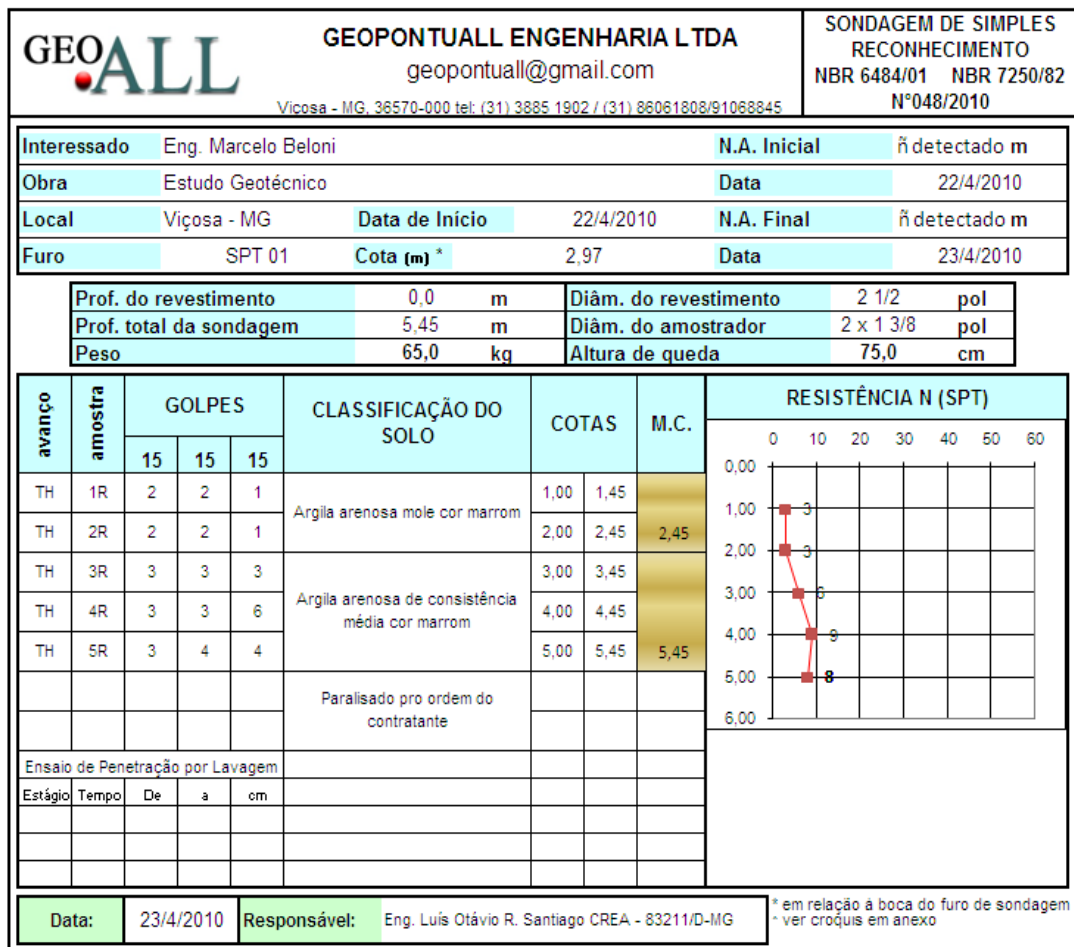 GEO ALL
GEOPONTUALL ENGENHARIA LTDA
geopontuall@gmail.com
Viçosa - MG, 36570-000 tel: (31) 3885 1902 / (31) 86061808/91068845
SONDAGEM DE SIMPLES
RECONHECIMENTO
NBR 6484/01 NBR 7250/82
N°048/2010
Interessado Eng. Marcelo Beloni N.A. Inicial ñ detectado m
Obra Estudo Geotécnico Data 22/4/2010
Local Viçosa - MG Data de Início 22/4/2010 N.A. Final ñ detectado m
Furo SPT 01 Cota (m) * 2,97 Data 23/4/2010
Prof. do revestimento 0,0 m Diâm. do revestimento 2 1/2 pol
Prof. total da sondagem 5,45 m Diâm. do amostrador 2 x 1 3/8 pol
Peso 65,0 kg Altura de queda 75,0 cm
avanço amostra GOLPES CLASSIFICAÇÃO DO SOLO COTAS M.C.
15 15 15
TH 1R 2 2 1 Argila arenosa mole cor marrom 1,00 1,45
TH 2R 2 2 1 2,00 2,45 2,45
TH 3R 3 3 3 3,00 3,45
TH 4R 3 3 6 Argila arenosa de consistência média cor marrom 4,00 4,45
TH 5R 3 4 4 5,00 5,45 5,45
Paralisado pro ordem do
contratante
Ensaio de Penetração por Lavagem
Estágio Tempo De a cm
RESISTÊNCIA N (SPT)
0 10 20 30 40 50 60
0,00
1,00 3
2,00 3
3,00 6
4,00 9
5,00 8
6,00
Data: 23/4/2010 Responsável: Eng. Luís Otávio R. Santiago CREA - 83211/D-MG
* em relação à boca do furo de sondagem
* ver croquis em anexo